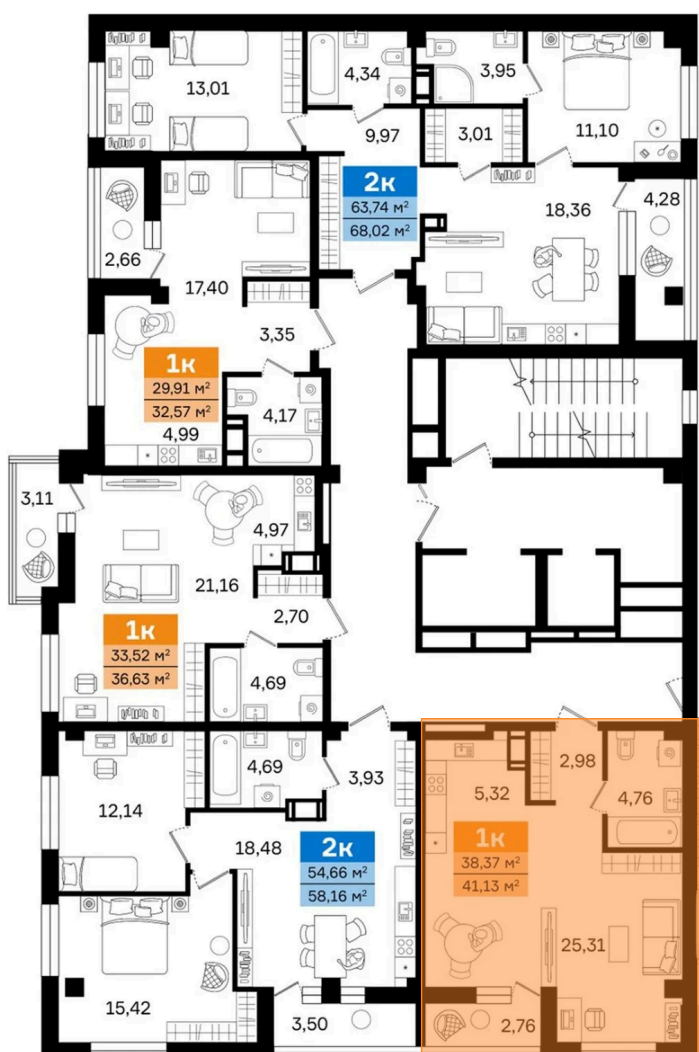 13,01
4,34
3,95
11,10
9,97
3,01
2к
63,74 м²
68,02 м²
18,36
4,28
2,66
17,40
3,35
1к
29,91 м²
32,57 м²
4,99
4,17
3,11
4,97
21,16
2,70
1к
33,52 м²
36,63 м²
4,69
4,69
3,93
12,14
18,48
2к
54,66 м²
58,16 м²
15,42
3,50
2,98
5,32
4,76
1к
38,37 м²
41,13 м²
25,31
2,76